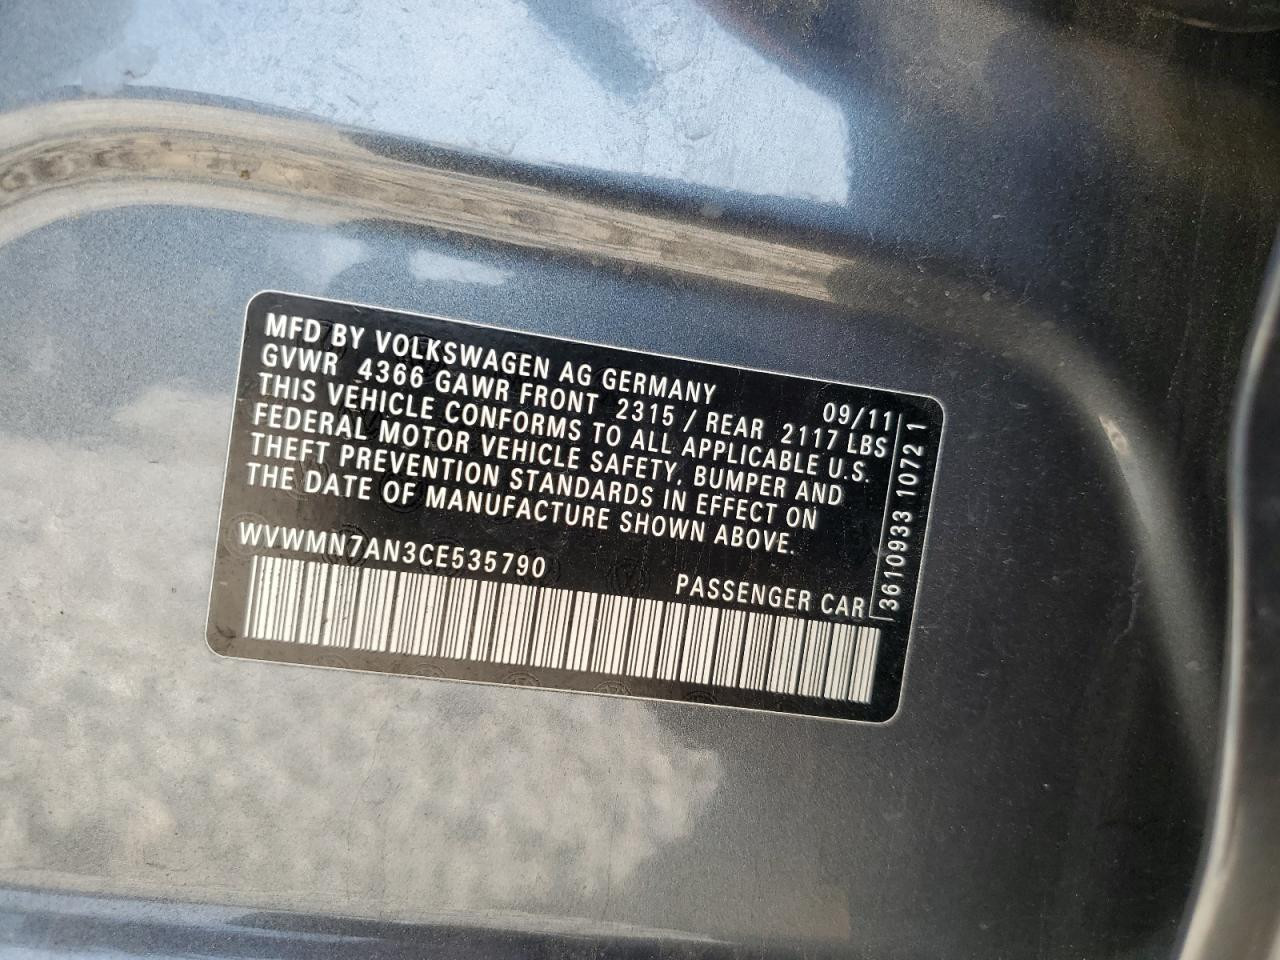 MFD BY VOLKSWAGEN AG GERMANY 09/11
GVWR 4366 GAWR FRONT 2315 / REAR 2117 LBS
THIS VEHICLE CONFORMS TO ALL APPLICABLE U.S.
FEDERAL MOTOR VEHICLE SAFETY, BUMPER AND
THEFT PREVENTION STANDARDS IN EFFECT ON
THE DATE OF MANUFACTURE SHOWN ABOVE.
WVWMN7AN3CE535790
PASSENGER CAR
3610933 1072 1